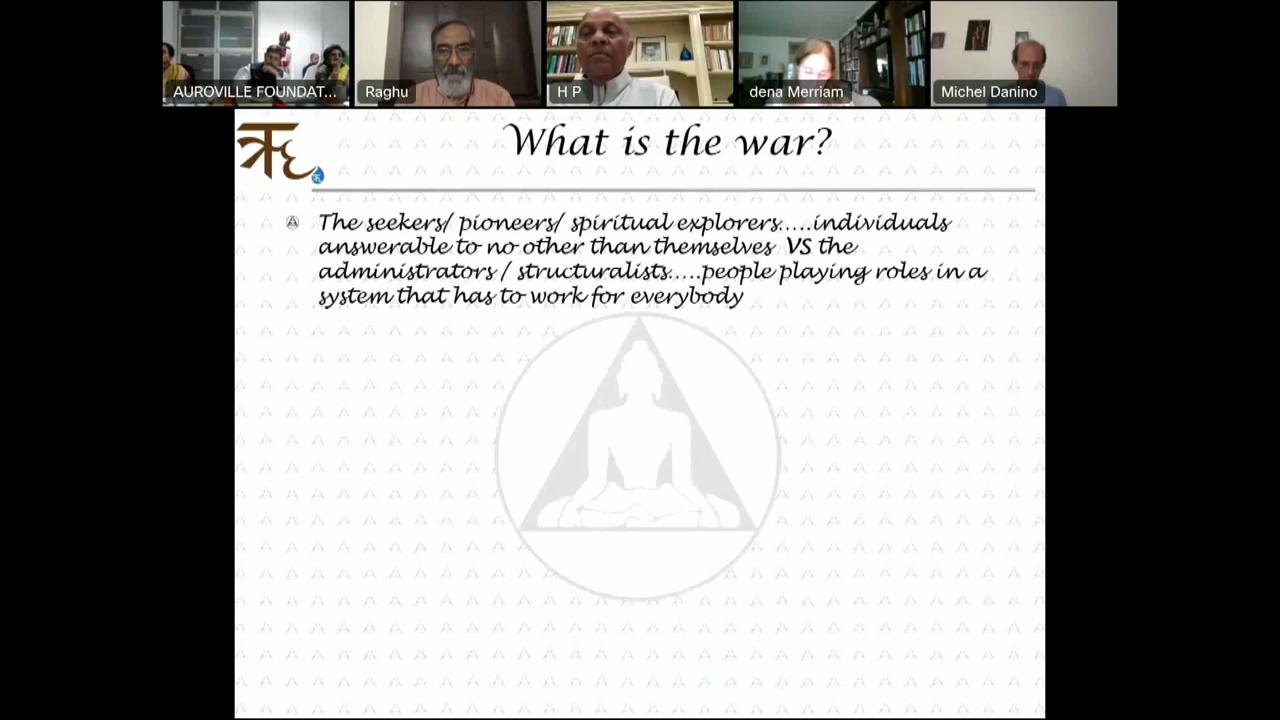 AUROVILLE FOUNDAT...
Raghu
H P
dena Merriam
Michel Danino
ऋ
What is the war?
The seekers/ pioneers/ spiritual explorers.....individuals
answerable to no other than themselves VS the
administrators / structuralists.....people playing roles in a
system that has to work for everybody